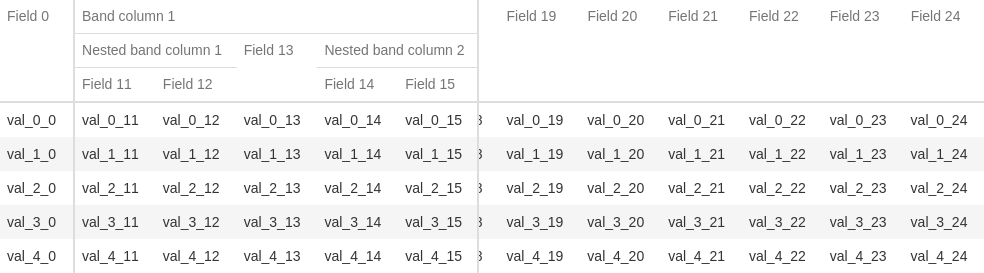 Field 0 Band column 1 Field 19 Field 20 Field 21 Field 22 Field 23 Field 24
Nested band column 1 Field 13 Nested band column 2
Field 11 Field 12 Field 14 Field 15
val_0_0 val_0_11 val_0_12 val_0_13 val_0_14 val_0_15 val_0_19 val_0_20 val_0_21 val_0_22 val_0_23 val_0_24
val_1_0 val_1_11 val_1_12 val_1_13 val_1_14 val_1_15 val_1_19 val_1_20 val_1_21 val_1_22 val_1_23 val_1_24
val_2_0 val_2_11 val_2_12 val_2_13 val_2_14 val_2_15 val_2_19 val_2_20 val_2_21 val_2_22 val_2_23 val_2_24
val_3_0 val_3_11 val_3_12 val_3_13 val_3_14 val_3_15 val_3_19 val_3_20 val_3_21 val_3_22 val_3_23 val_3_24
val_4_0 val_4_11 val_4_12 val_4_13 val_4_14 val_4_15 val_4_19 val_4_20 val_4_21 val_4_22 val_4_23 val_4_24